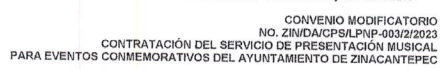 CONVENIO MODIFICATORIO
NO. ZIN/DA/CPS/LPNP-003/2/2023
CONTRATACIÓN DEL SERVICIO DE PRESENTACIÓN MUSICAL
PARA EVENTOS CONMEMORATIVOS DEL AYUNTAMIENTO DE ZINACANTEPEC